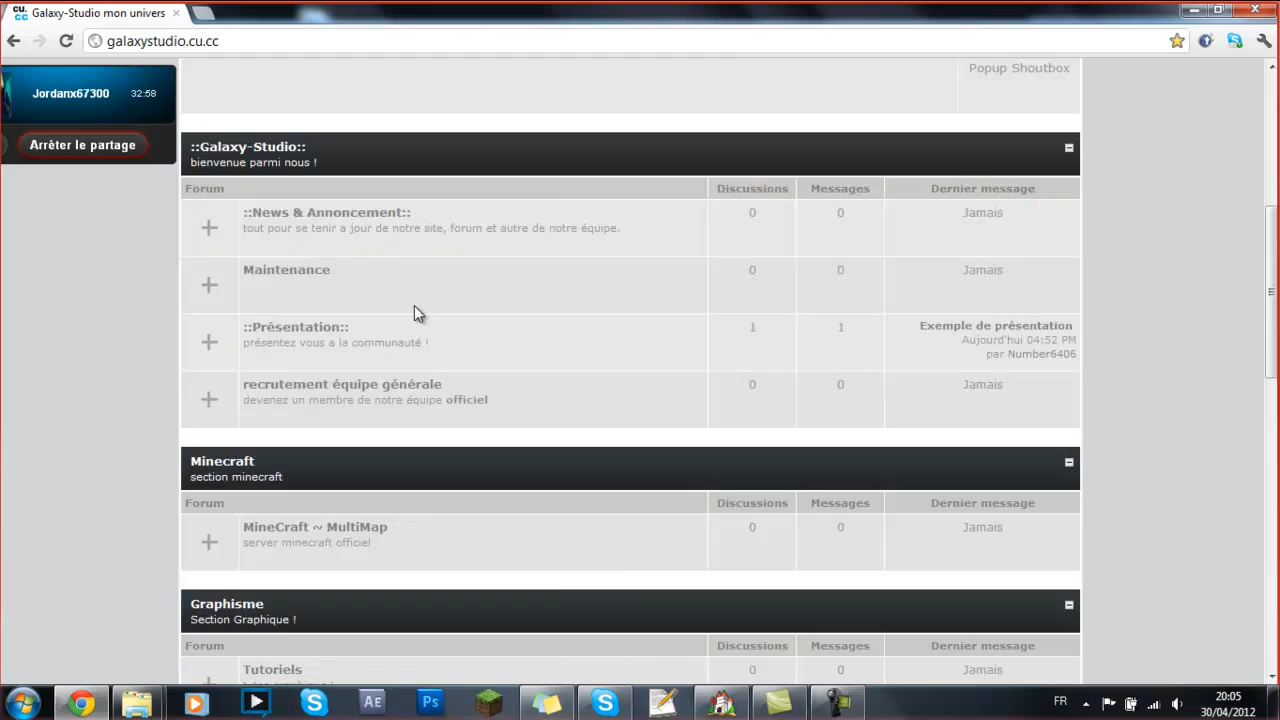 cu.
cc
Galaxy-Studio mon univers
galaxystudio.cu.cc
Popup Shoutbox
Jordanx67300 32:58
Arrêter le partage
::Galaxy-Studio::
bienvenue parmi nous !
Forum Discussions Messages Dernier message
::News & Annoncement:: 0 0 Jamais
tout pour se tenir a jour de notre site, forum et autre de notre équipe.
Maintenance 0 0 Jamais
::Présentation:: 1 1 Exemple de présentation
présentez vous a la communauté ! Aujourd'hui 04:52 PM
par Number6406
recrutement équipe générale 0 0 Jamais
devenez un membre de notre équipe officiel
Minecraft
section minecraft
Forum Discussions Messages Dernier message
MineCraft ~ MultiMap 0 0 Jamais
server minecraft officiel
Graphisme
Section Graphique !
Forum Discussions Messages Dernier message
Tutoriels 0 0 Jamais
AE Ps FR 20:05
30/04/2012